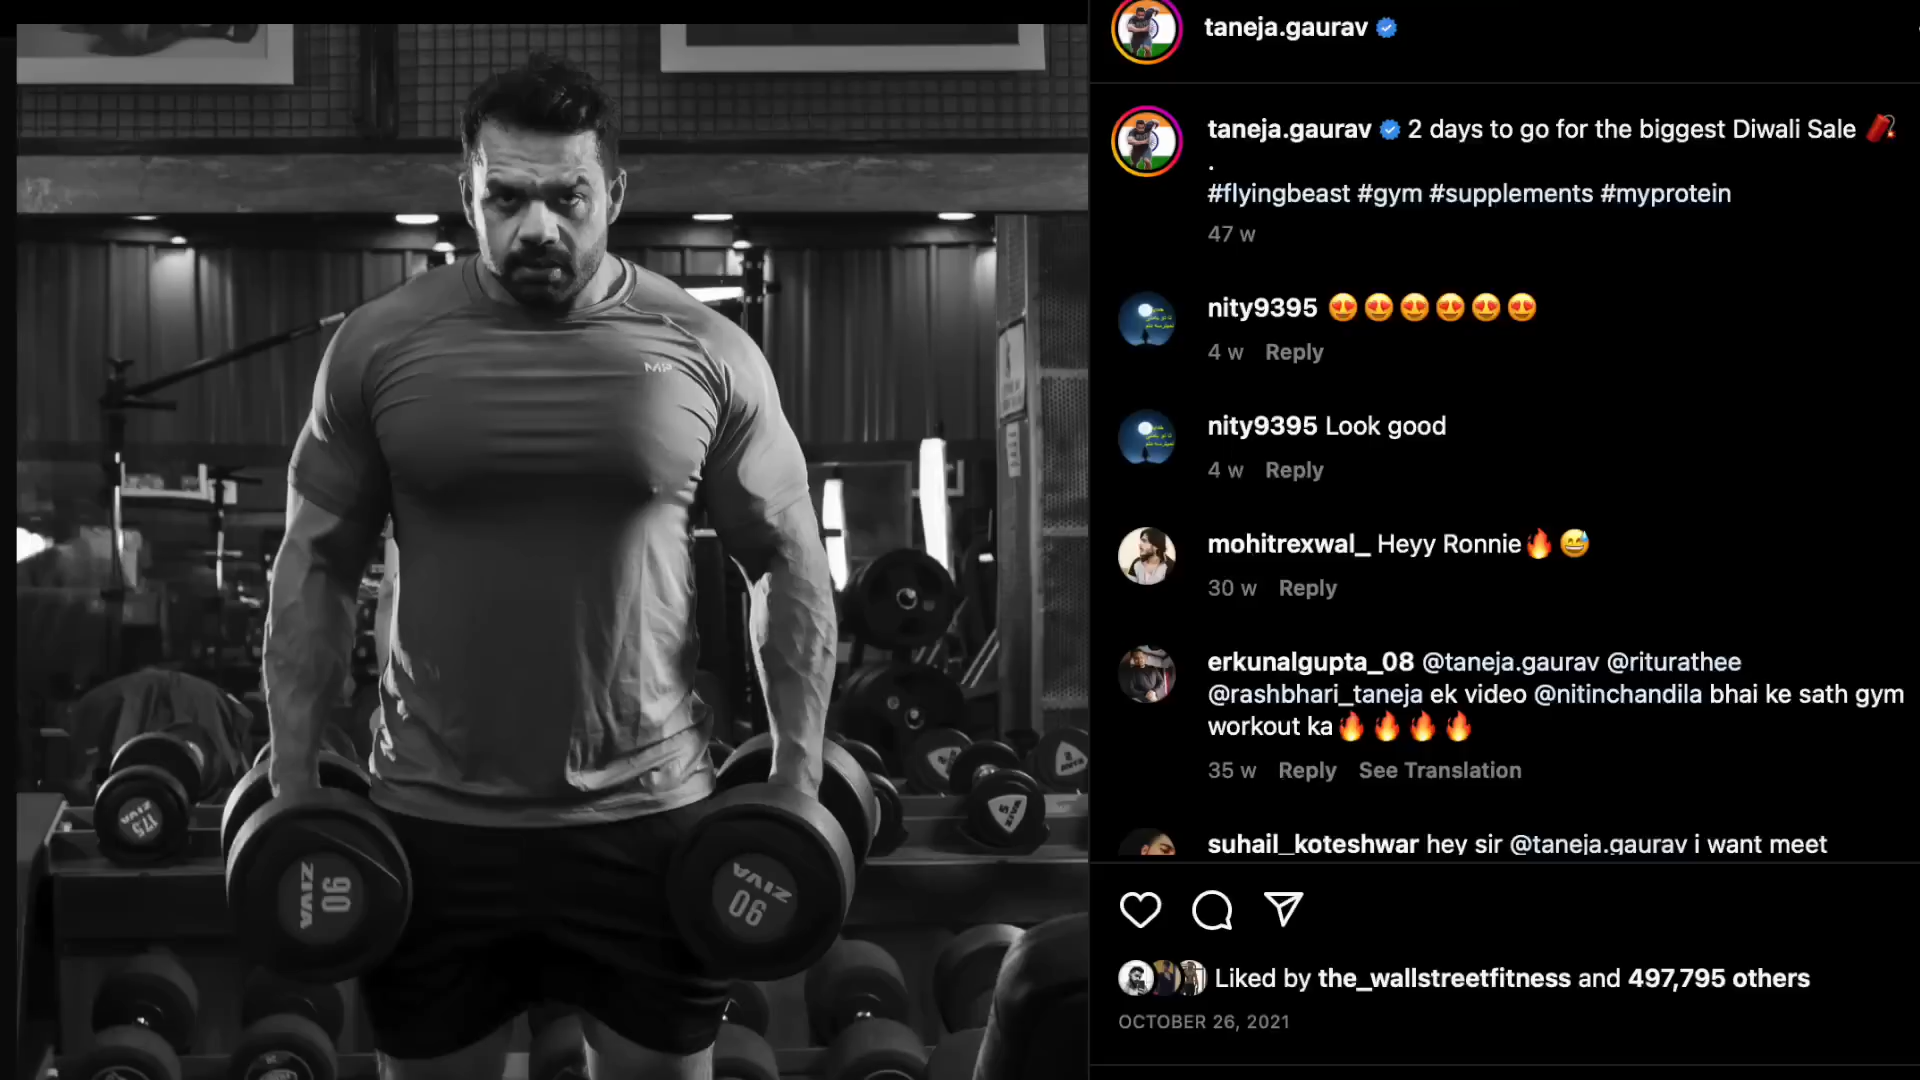 taneja.gaurav
taneja.gaurav 2 days to go for the biggest Diwali Sale 🧨
.
#flyingbeast #gym #supplements #myprotein
47 w
nity9395 😍😍😍😍😍😍
4 w Reply
nity9395 Look good
4 w Reply
mohitrexwal_ Heyy Ronnie🔥😅
30 w Reply
erkunalgupta_08 @taneja.gaurav @riturathee
@rashbhari_taneja ek video @nitinchandila bhai ke sath gym
workout ka🔥🔥🔥🔥
35 w Reply See Translation
suhail_koteshwar hey sir @taneja.gaurav i want meet
Liked by the_wallstreetfitness and 497,795 others
OCTOBER 26, 2021
MP
ZIVA
17.5
ZIVA
90
ZIVA
90